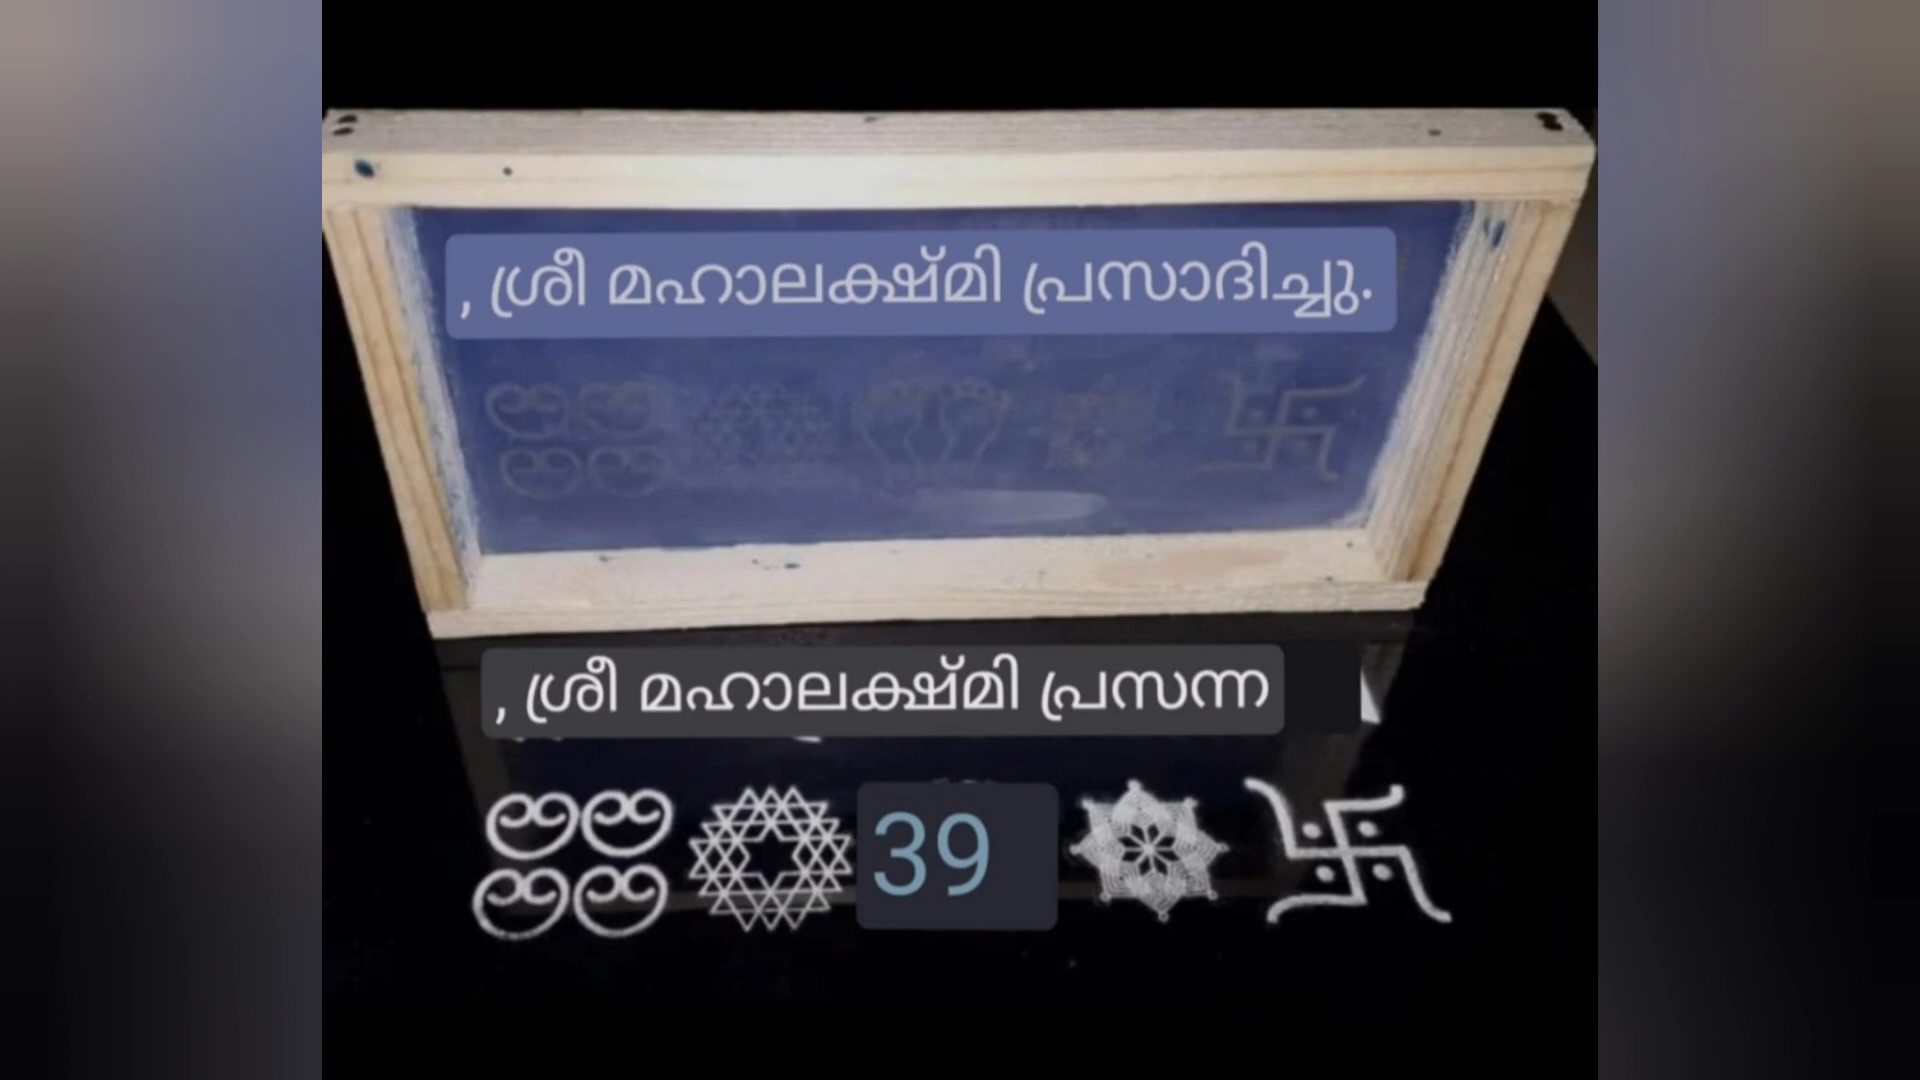 , ശ്രീ മഹാലക്ഷ്മി പ്രസാദിച്ചു.
, ശ്രീ മഹാലക്ഷ്മി പ്രസന്ന
39